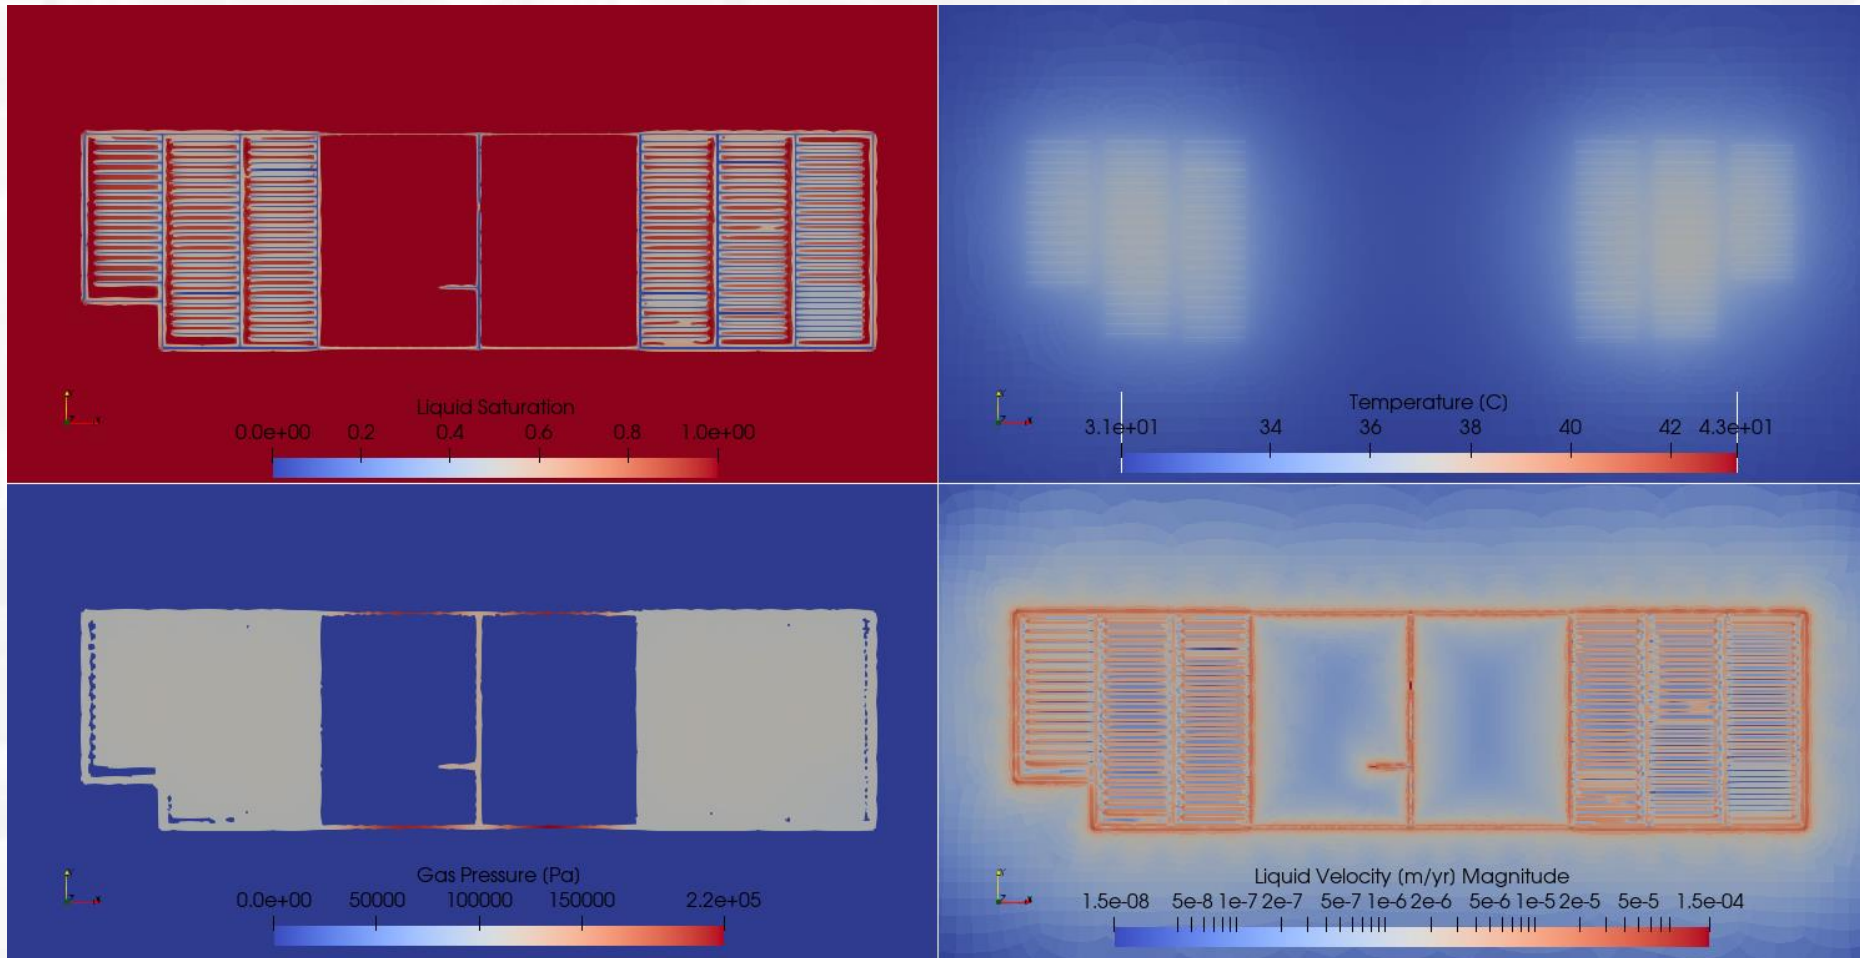 Liquid Saturation
0.0e+00 0.2 0.4 0.6 0.8 1.0e+00
Temperature (C)
3.1e+01 34 36 38 40 42 4.3e+01
Gas Pressure (Pa)
0.0e+00 50000 100000 150000 2.2e+05
Liquid Velocity (m/yr) Magnitude
1.5e-08 5e-8 1e-7 2e-7 5e-7 1e-6 2e-6 5e-6 1e-5 2e-5 5e-5 1.5e-04